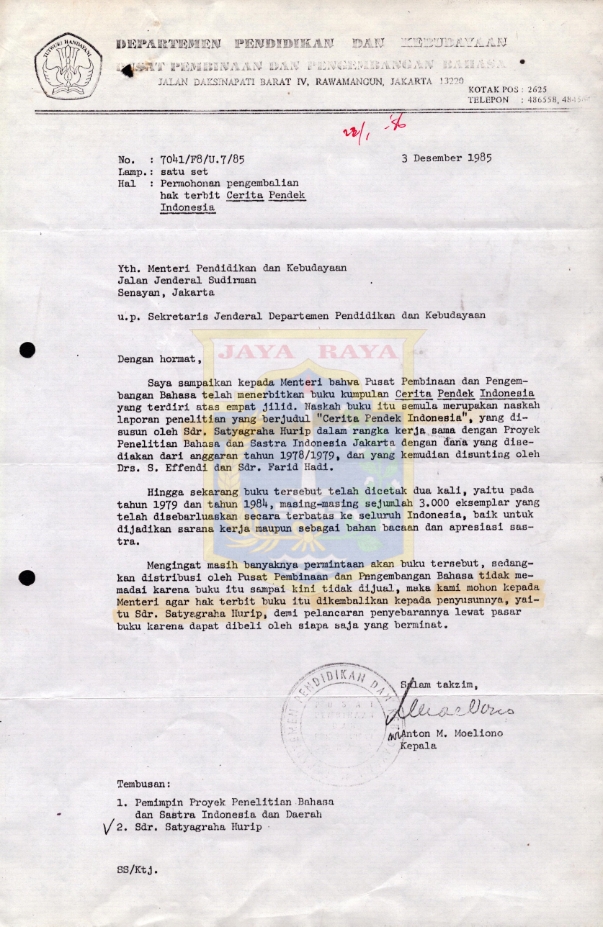 TUT WURI HANDAYANI
DEPARTEMEN PENDIDIKAN DAN KEBUDAYAAN
PUSAT PEMBINAAN DAN PENGEMBANGAN BAHASA
JALAN DAKSINAPATI BARAT IV, RAWAMANGUN, JAKARTA 13220
KOTAK POS : 2625
TELEPON : 486558,
22/1 -'86
No. : 7041/F8/U.7/85 3 Desember 1985
Lamp.: satu set
Hal : Permohonan pengembalian
hak terbit Cerita Pendek
Indonesia
Yth. Menteri Pendidikan dan Kebudayaan
Jalan Jenderal Sudirman
Senayan, Jakarta
u.p. Sekretaris Jenderal Departemen Pendidikan dan Kebudayaan
JAYA RAYA
Dengan hormat,
Saya sampaikan kepada Menteri bahwa Pusat Pembinaan dan Pengem-
bangan Bahasa telah menerbitkan buku kumpulan Cerita Pendek Indonesia
yang terdiri atas empat jilid. Naskah buku itu semula merupakan naskah
laporan penelitian yang berjudul "Cerita Pendek Indonesia", yang di-
susun oleh Sdr. Satyagraha Hurip dalam rangka kerja sama dengan Proyek
Penelitian Bahasa dan Sastra Indonesia Jakarta dengan dana yang dise-
diakan dari anggaran tahun 1978/1979, dan yang kemudian disunting oleh
Drs. S. Effendi dan Sdr. Farid Hadi.
Hingga sekarang buku tersebut telah dicetak dua kali, yaitu pada
tahun 1979 dan tahun 1984, masing-masing sejumlah 3.000 eksemplar yang
telah disebarluaskan secara terbatas ke seluruh Indonesia, baik untuk
dijadikan sarana kerja maupun sebagai bahan bacaan dan apresiasi sas-
tra.
Mengingat masih banyaknya permintaan akan buku tersebut, sedang-
kan distribusi oleh Pusat Pembinaan dan Pengembangan Bahasa tidak me-
madai karena buku itu sampai kini tidak dijual, maka kami mohon kepada
Menteri agar hak terbit buku itu dikembalikan kepada penyusunnya, yai-
tu Sdr. Satyagraha Hurip, demi pelancaran penyebarannya lewat pasar
buku karena dapat dibeli oleh siapa saja yang berminat.
Salam takzim,
Anton M. Moeliono
Kepala
Tembusan:
1. Pemimpin Proyek Penelitian Bahasa
dan Sastra Indonesia dan Daerah
2. Sdr. Satyagraha Hurip
SS/Ktj.